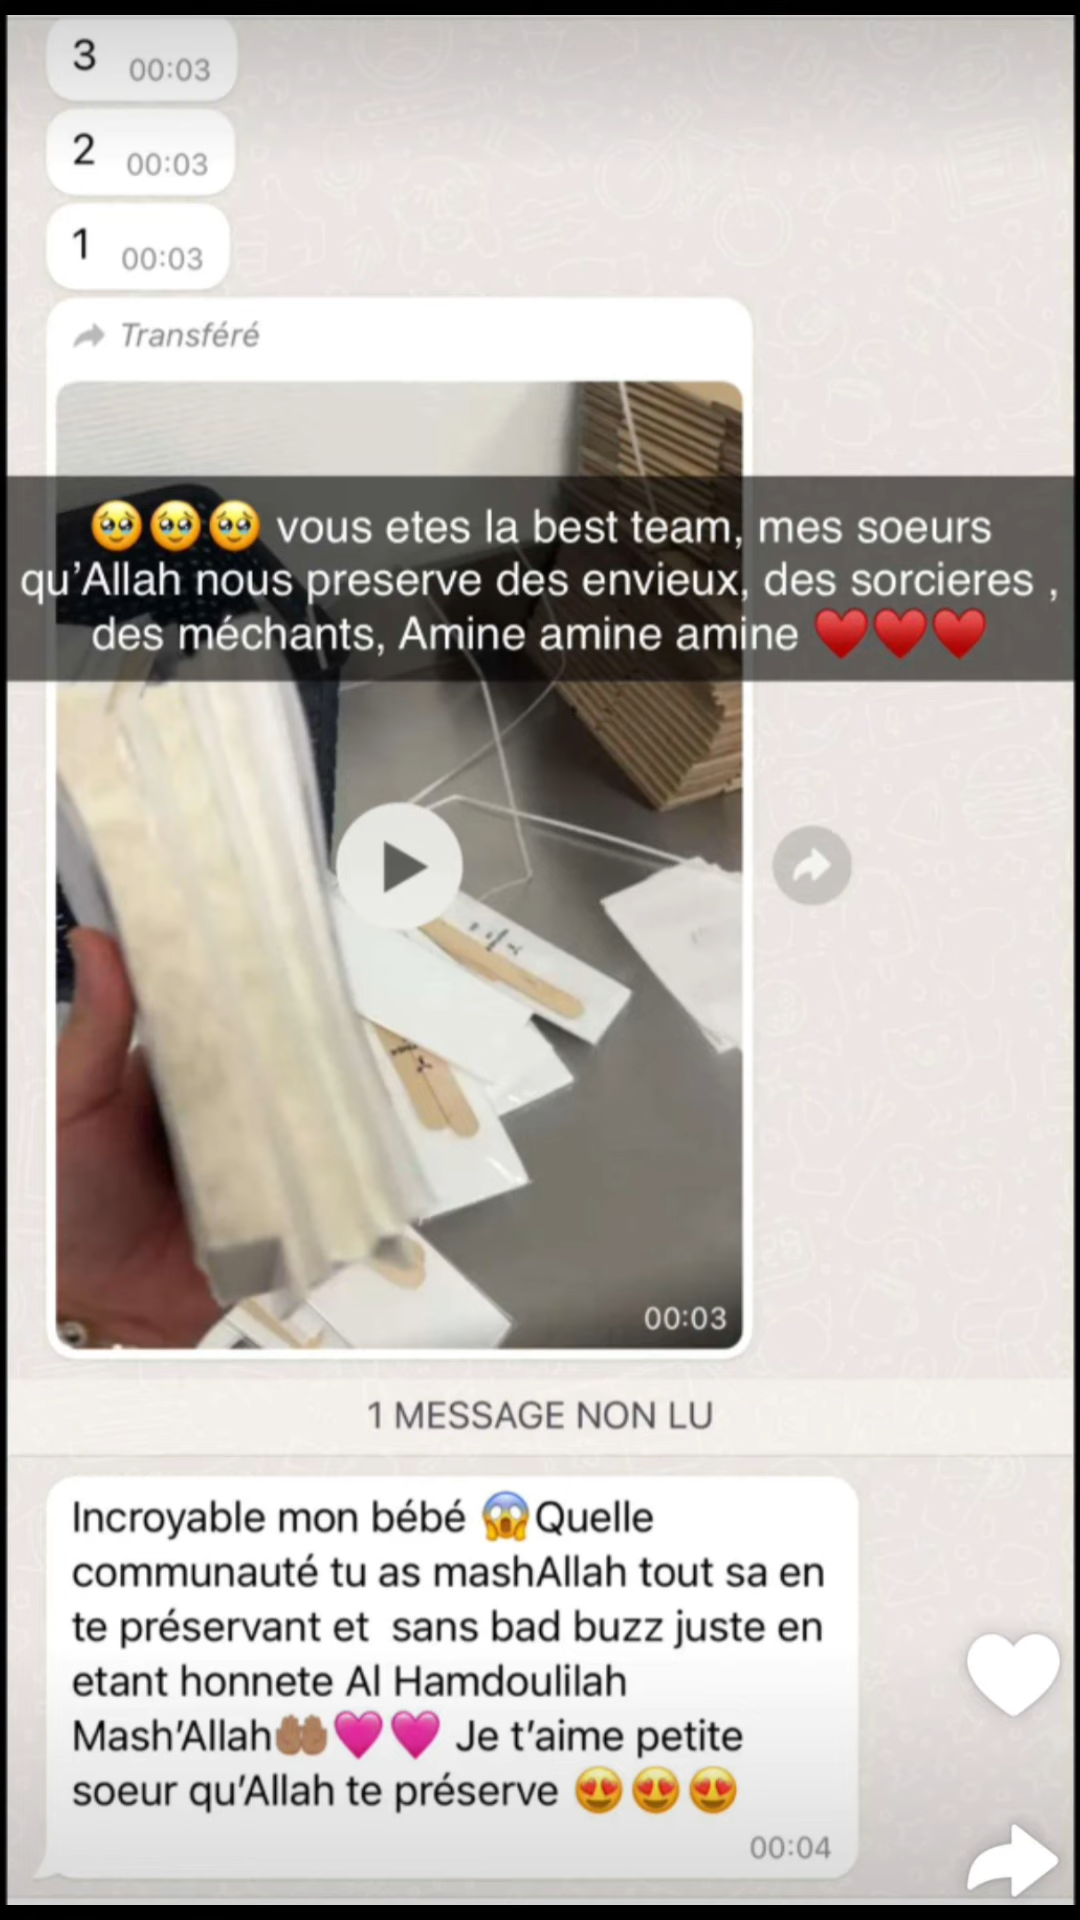 3 00:03
2 00:03
1 00:03
Transféré
🥹🥹🥹 vous etes la best team, mes soeurs
qu’Allah nous preserve des envieux, des sorcieres ,
des méchants, Amine amine amine ❤️❤️❤️
00:03
1 MESSAGE NON LU
Incroyable mon bébé 😱Quelle
communauté tu as mashAllah tout sa en
te préservant et  sans bad buzz juste en
etant honnete Al Hamdoulilah
Mash’Allah🤲🏽🩷🩷 Je t’aime petite
soeur qu’Allah te préserve 😍😍😍
00:04